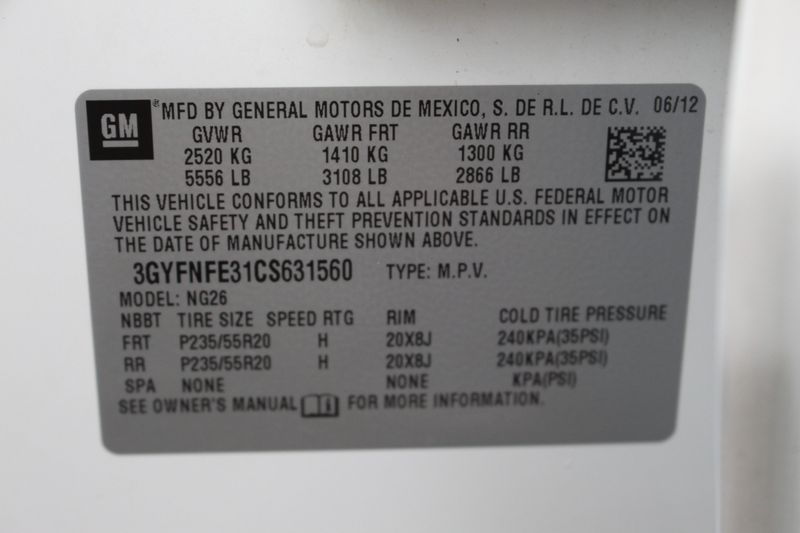 GM ® MFD BY GENERAL MOTORS DE MEXICO, S. DE R.L. DE C.V. 06/12
GVWR GAWR FRT GAWR RR
2520 KG 1410 KG 1300 KG
5556 LB 3108 LB 2866 LB
THIS VEHICLE CONFORMS TO ALL APPLICABLE U.S. FEDERAL MOTOR
VEHICLE SAFETY AND THEFT PREVENTION STANDARDS IN EFFECT ON
THE DATE OF MANUFACTURE SHOWN ABOVE.
3GYFNFE31CS631560 TYPE: M.P.V.
MODEL: NG26
NBBT TIRE SIZE SPEED RTG RIM COLD TIRE PRESSURE
FRT P235/55R20 H 20X8J 240KPA(35PSI)
RR P235/55R20 H 20X8J 240KPA(35PSI)
SPA NONE NONE KPA(PSI)
SEE OWNER'S MANUAL FOR MORE INFORMATION.